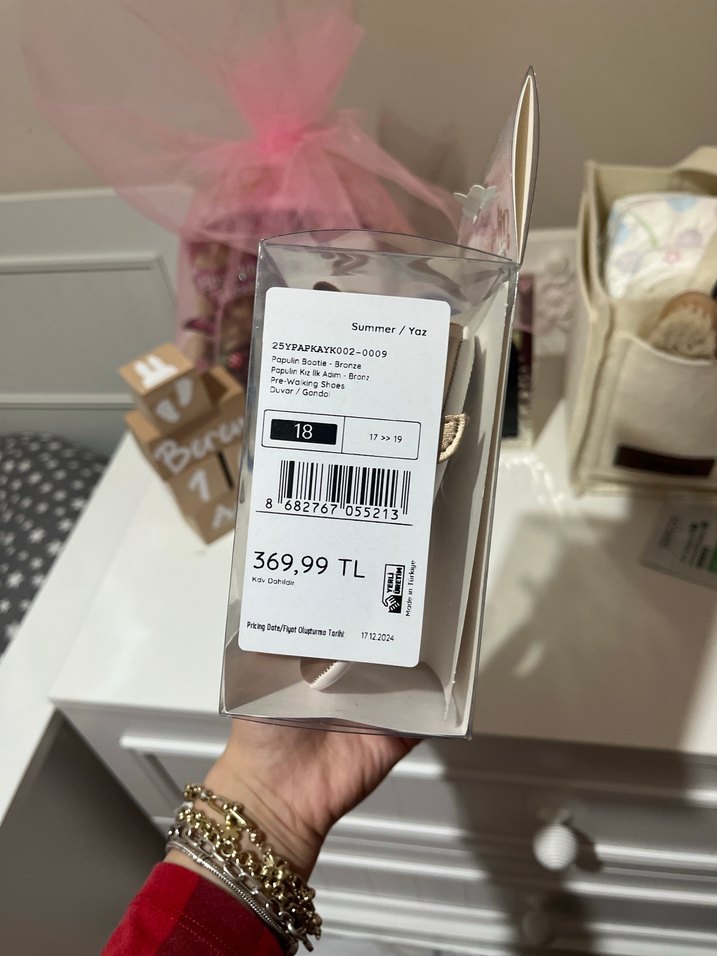 Summer / Yaz
25YPAPKAYK002-0009
Papulin Bootie - Bronze
Papulin Kız İlk Adım - Bronz
Pre-Walking Shoes
Duvar / Gondol
18
17 >> 19
8 682767 055213
369,99 TL
Kdv Dahildir
YERLİ
ÜRETİM
Made in Türkiye
Pricing Date/Fiyat Oluşturma Tarihi: 17.12.2024
1
A